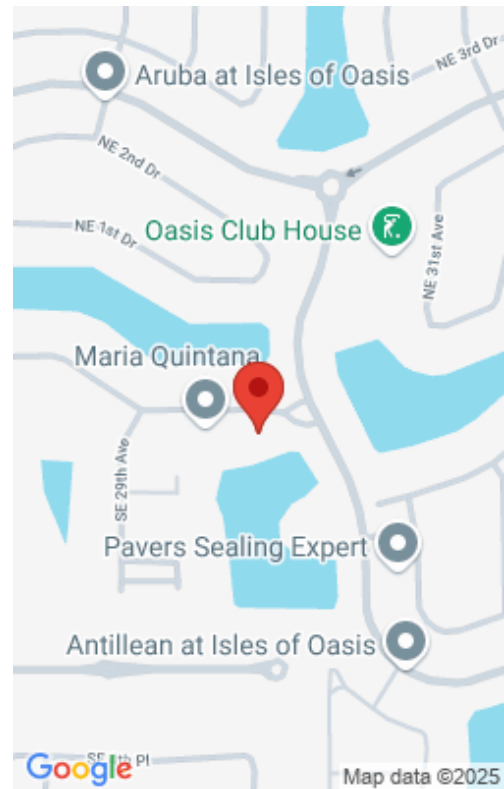 NE 3rd Dr
Aruba at Isles of Oasis
NE 2nd Dr
NE 1st Dr
Oasis Club House
NE 31st Ave
Maria Quintana
SE 29th Ave
Pavers Sealing Expert
Antillean at Isles of Oasis
Pl
Google
Map data ©2025